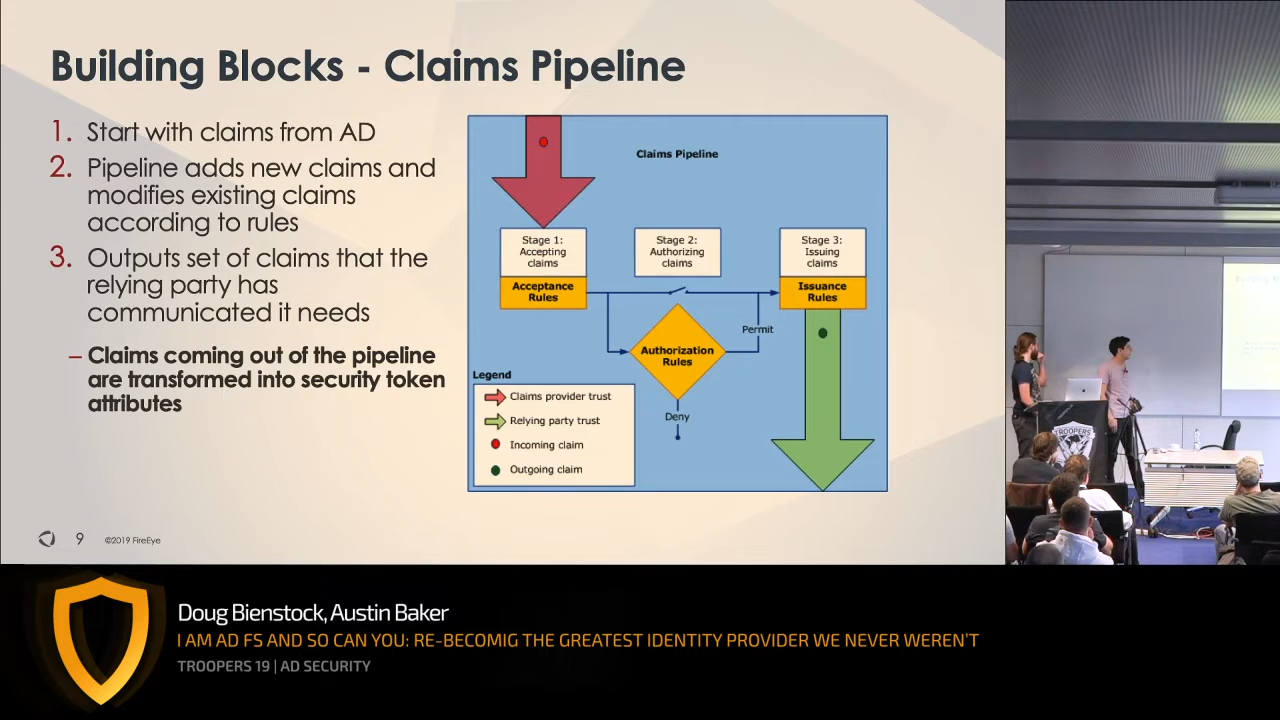 Building Blocks - Claims Pipeline
1. Start with claims from AD
2. Pipeline adds new claims and
modifies existing claims
according to rules
3. Outputs set of claims that the
relying party has
communicated it needs
– Claims coming out of the pipeline
are transformed into security token
attributes
Claims Pipeline
Stage 1:
Accepting
claims
Acceptance
Rules
Stage 2:
Authorizing
claims
Stage 3:
Issuing
claims
Issuance
Rules
Permit
Authorization
Rules
Deny
Legend
Claims provider trust
Relying party trust
Incoming claim
Outgoing claim
9
©2019 FireEye
TROOPERS
Doug Bienstock, Austin Baker
I AM AD FS AND SO CAN YOU: RE-BECOMIG THE GREATEST IDENTITY PROVIDER WE NEVER WEREN'T
TROOPERS 19 | AD SECURITY